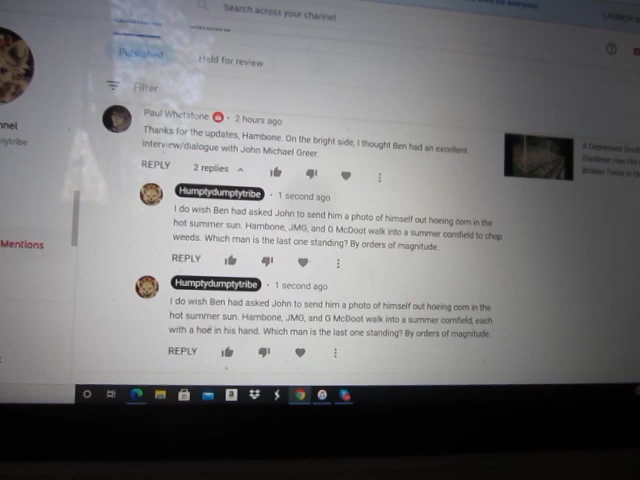 Search across your channel
Published
Held for review
Filter
Paul Whetstone · 2 hours ago
Thanks for the updates, Hambone. On the bright side, I thought Ben had an excellent
interview/dialogue with John Michael Greer.
REPLY 2 replies
Humptydumptytribe · 1 second ago
I do wish Ben had asked John to send him a photo of himself out hoeing corn in the
hot summer sun. Hambone, JMG, and G McDoot walk into a summer cornfield to chop
weeds. Which man is the last one standing? By orders of magnitude.
REPLY
Humptydumptytribe · 1 second ago
I do wish Ben had asked John to send him a photo of himself out hoeing corn in the
hot summer sun. Hambone, JMG, and G McDoot walk into a summer cornfield, each
with a hoe in his hand. Which man is the last one standing? By orders of magnitude.
REPLY
Mentions
A Depressed
Gardener Has
Broken Twice in